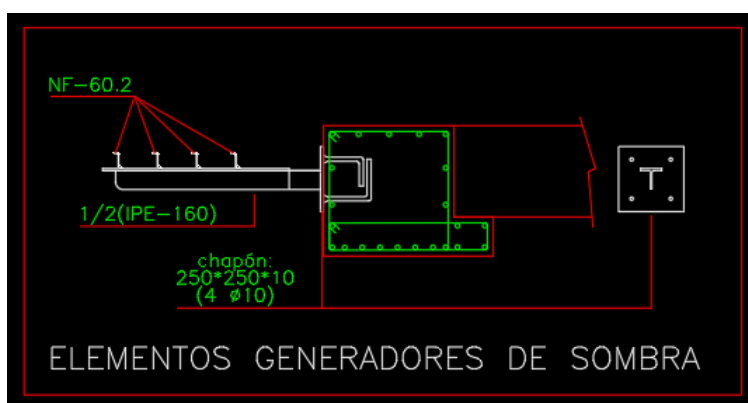 NF-60.2
1/2(IPE-160)
chapón:
250*250*10
(4 ø10)
ELEMENTOS GENERADORES DE SOMBRA